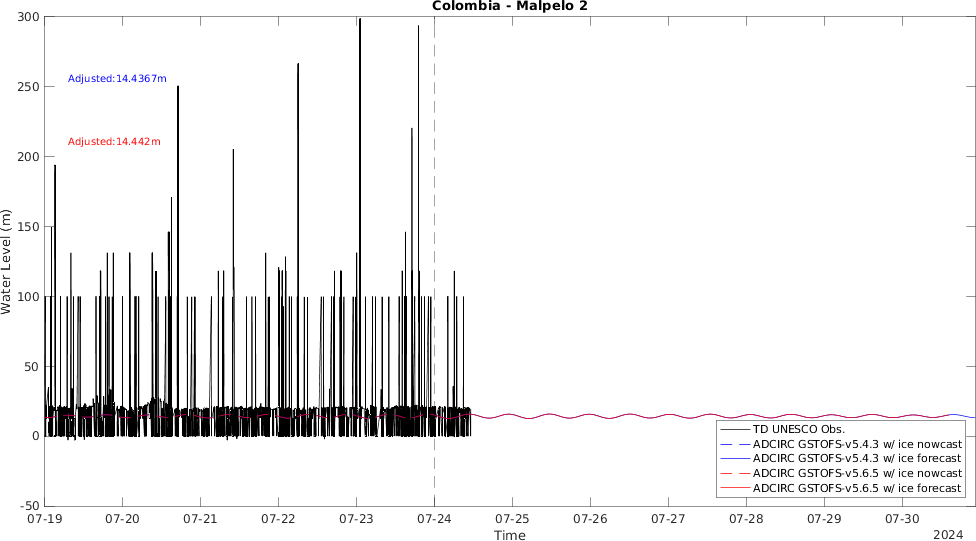 Colombia - Malpelo 2
300
250
200
150
100
50
0
-50
Water Level (m)
Adjusted:14.4367m
Adjusted:14.442m
TD UNESCO Obs.
ADCIRC GSTOFS-v5.4.3 w/ ice nowcast
ADCIRC GSTOFS-v5.4.3 w/ ice forecast
ADCIRC GSTOFS-v5.6.5 w/ ice nowcast
ADCIRC GSTOFS-v5.6.5 w/ ice forecast
07-19 07-20 07-21 07-22 07-23 07-24 07-25 07-26 07-27 07-28 07-29 07-30
Time
2024